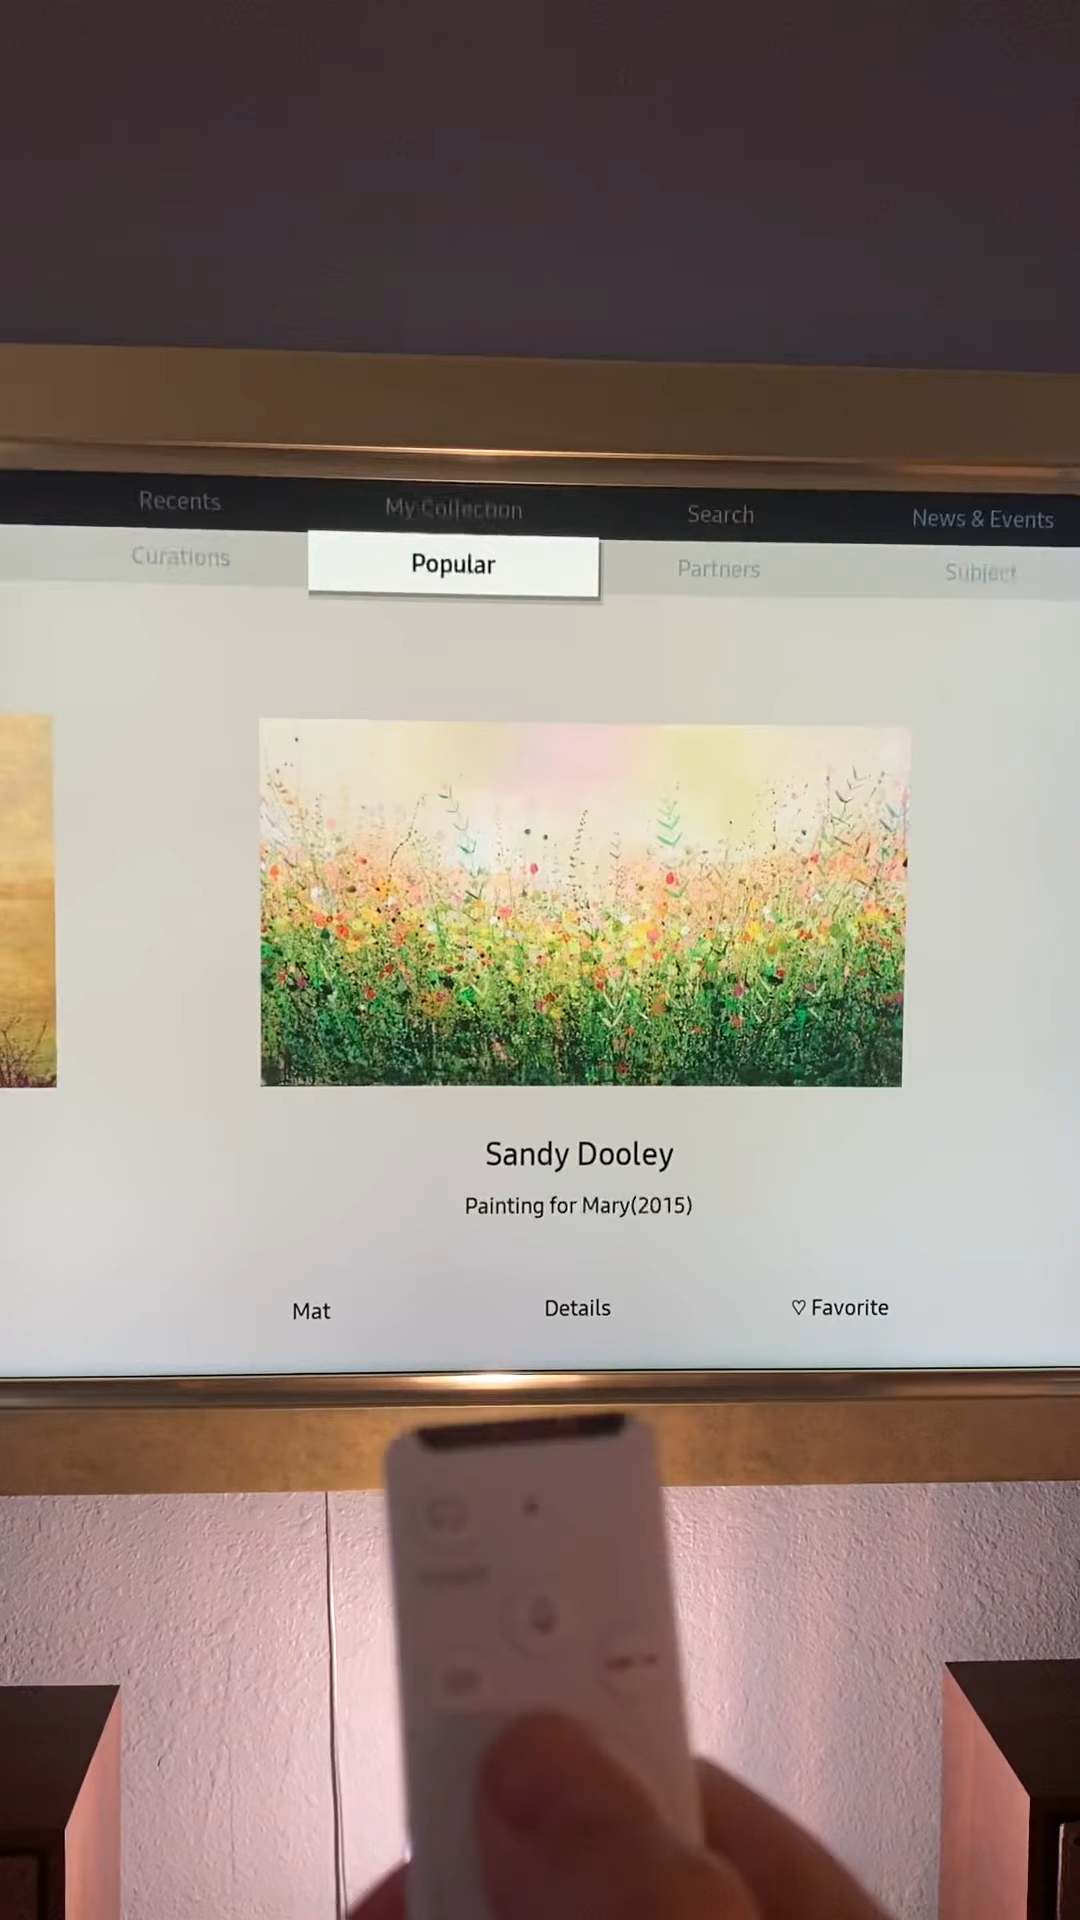 Recents My Collection Search News & Events
Curations Popular Partners Subject
Sandy Dooley
Painting for Mary(2015)
Mat Details ♡ Favorite